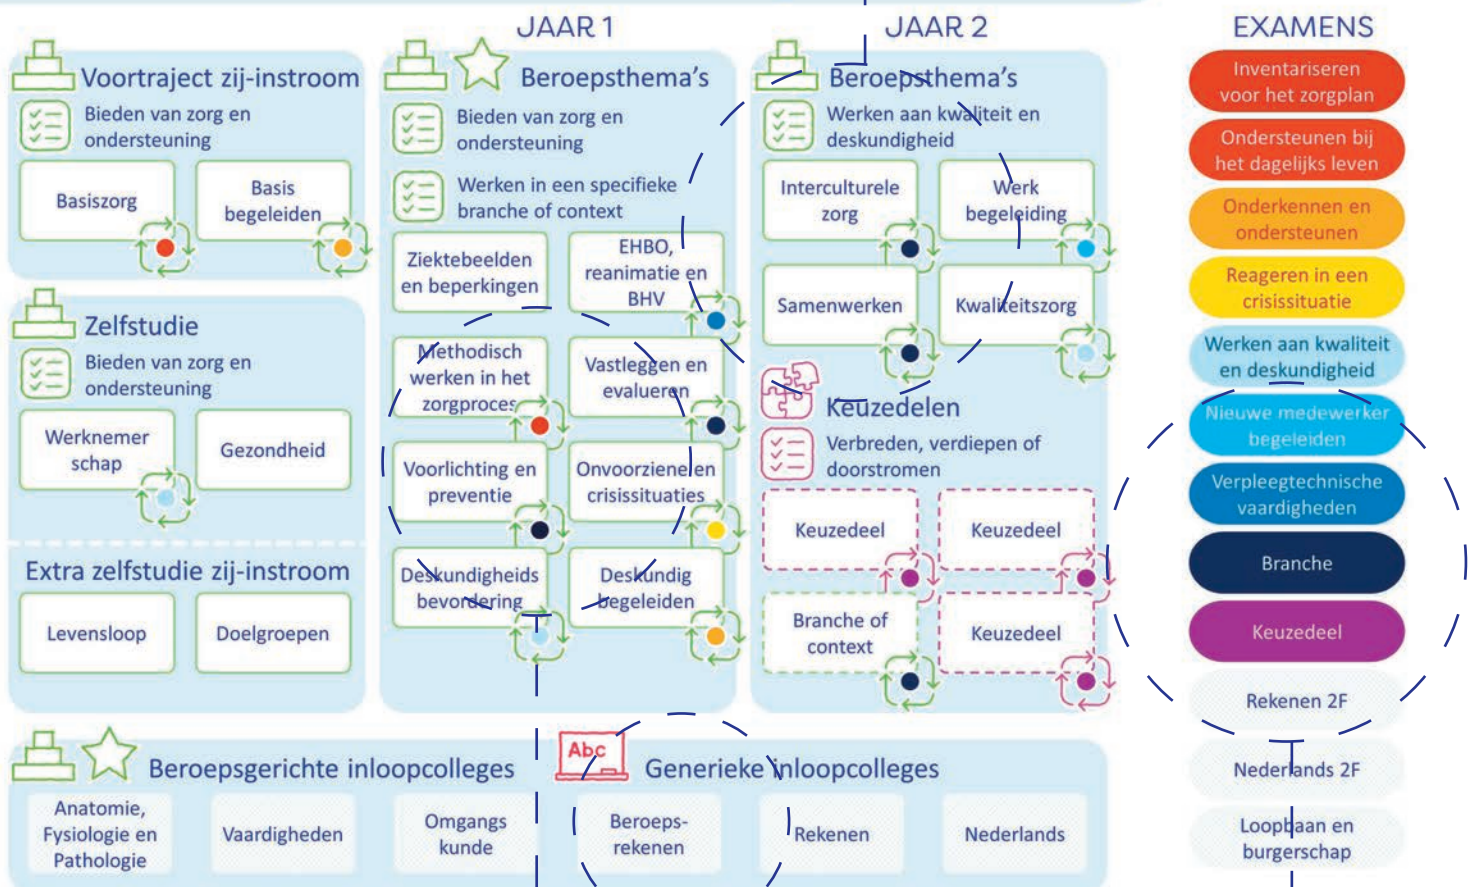 JAAR 1
JAAR 2
EXAMENS
Voortraject zij-instroom
Bieden van zorg en
ondersteuning
Basiszorg
Basis
begeleiden
Zelfstudie
Bieden van zorg en
ondersteuning
Werknemer
schap
Gezondheid
Extra zelfstudie zij-instroom
Levensloop
Doelgroepen
Beroepsthema's
Bieden van zorg en
ondersteuning
Werken in een specifieke
branche of context
Ziektebeelden
en beperkingen
EHBO,
reanimatie en
BHV
Methodisch
werken in het
zorgproces
Vastleggen en
evalueren
Voorlichting en
preventie
Onvoorziene en
crisissituaties
Deskundigheids
bevordering
Deskundig
begeleiden
Beroepsthema's
Werken aan kwaliteit en
deskundigheid
Interculturele
zorg
Werk
begeleiding
Samenwerken
Kwaliteitszorg
Keuzedelen
Verbreden, verdiepen of
doorstromen
Keuzedeel
Keuzedeel
Branche of
context
Keuzedeel
Inventariseren
voor het zorgplan
Ondersteunen bij
het dagelijks leven
Onderkennen en
ondersteunen
Reageren in een
crisissituatie
Werken aan kwaliteit
en deskundigheid
Nieuwe medewerker
begeleiden
Verpleegtechnische
vaardigheden
Branche
Keuzedeel
Rekenen 2F
Nederlands 2F
Loopbaan en
burgerschap
Beroepsgerichte inloopcolleges
Anatomie,
Fysiologie en
Pathologie
Vaardigheden
Omgangs
kunde
Abc
Generieke inloopcolleges
Beroeps-
rekenen
Rekenen
Nederlands